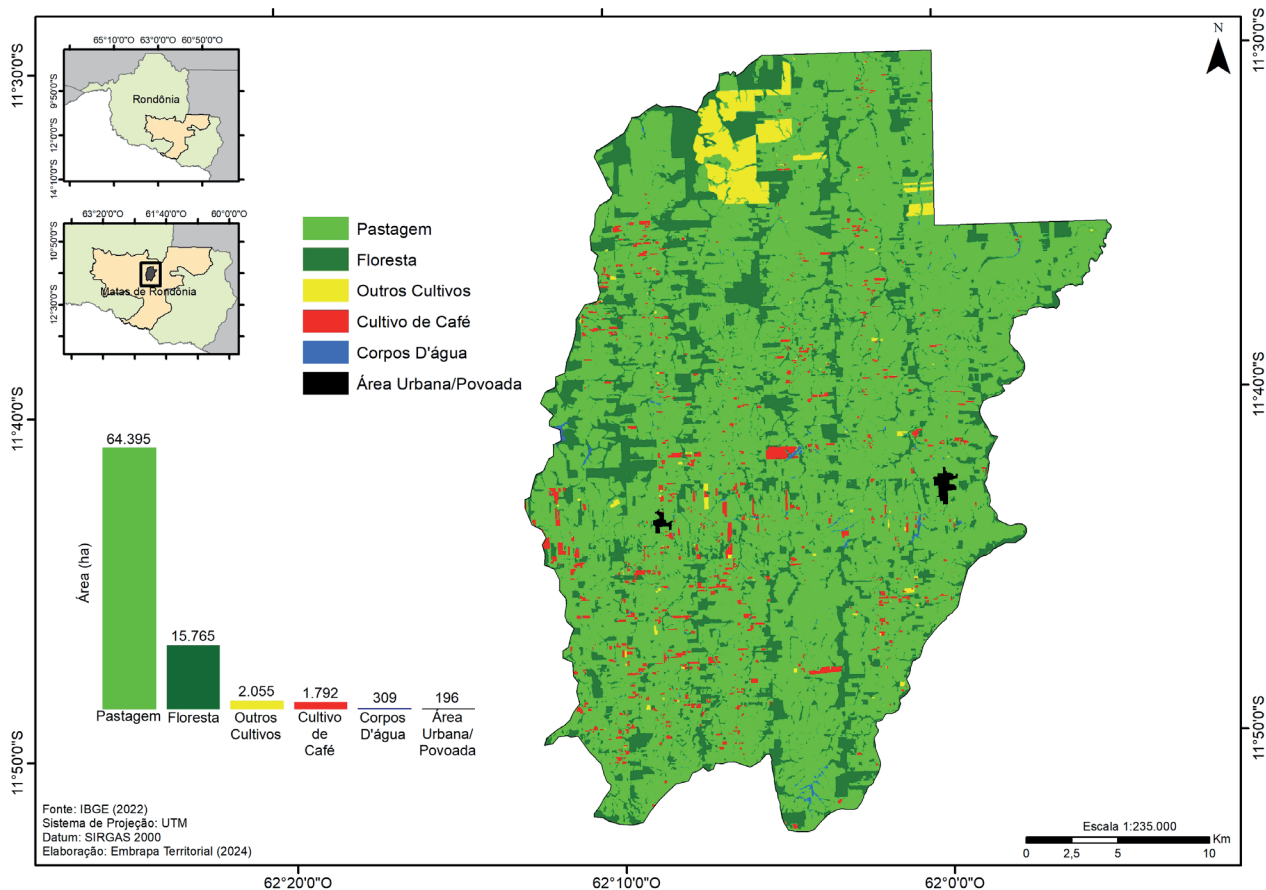 65°10'0"O 63°0'0"O 60°50'0"O
9°50'0"S
12°0'0"S
14°10'0"S
Rondônia
63°20'0"O 61°40'0"O 60°0'0"O
10°50'0"S
12°30'0"S
Matas de Rondônia
N
11°30'0"S
11°40'0"S
11°50'0"S
11°30'0"S
11°40'0"S
11°50'0"S
Pastagem
Floresta
Outros Cultivos
Cultivo de Café
Corpos D'água
Área Urbana/Povoada
Área (ha)
64.395
15.765
2.055
1.792
309
196
Pastagem
Floresta
Outros
Cultivos
Cultivo
de
Café
Corpos
D'água
Área
Urbana/
Povoada
Fonte: IBGE (2022)
Sistema de Projeção: UTM
Datum: SIRGAS 2000
Elaboração: Embrapa Territorial (2024)
Escala 1:235.000
Km
0 2,5 5 10
62°20'0"O 62°10'0"O 62°0'0"O